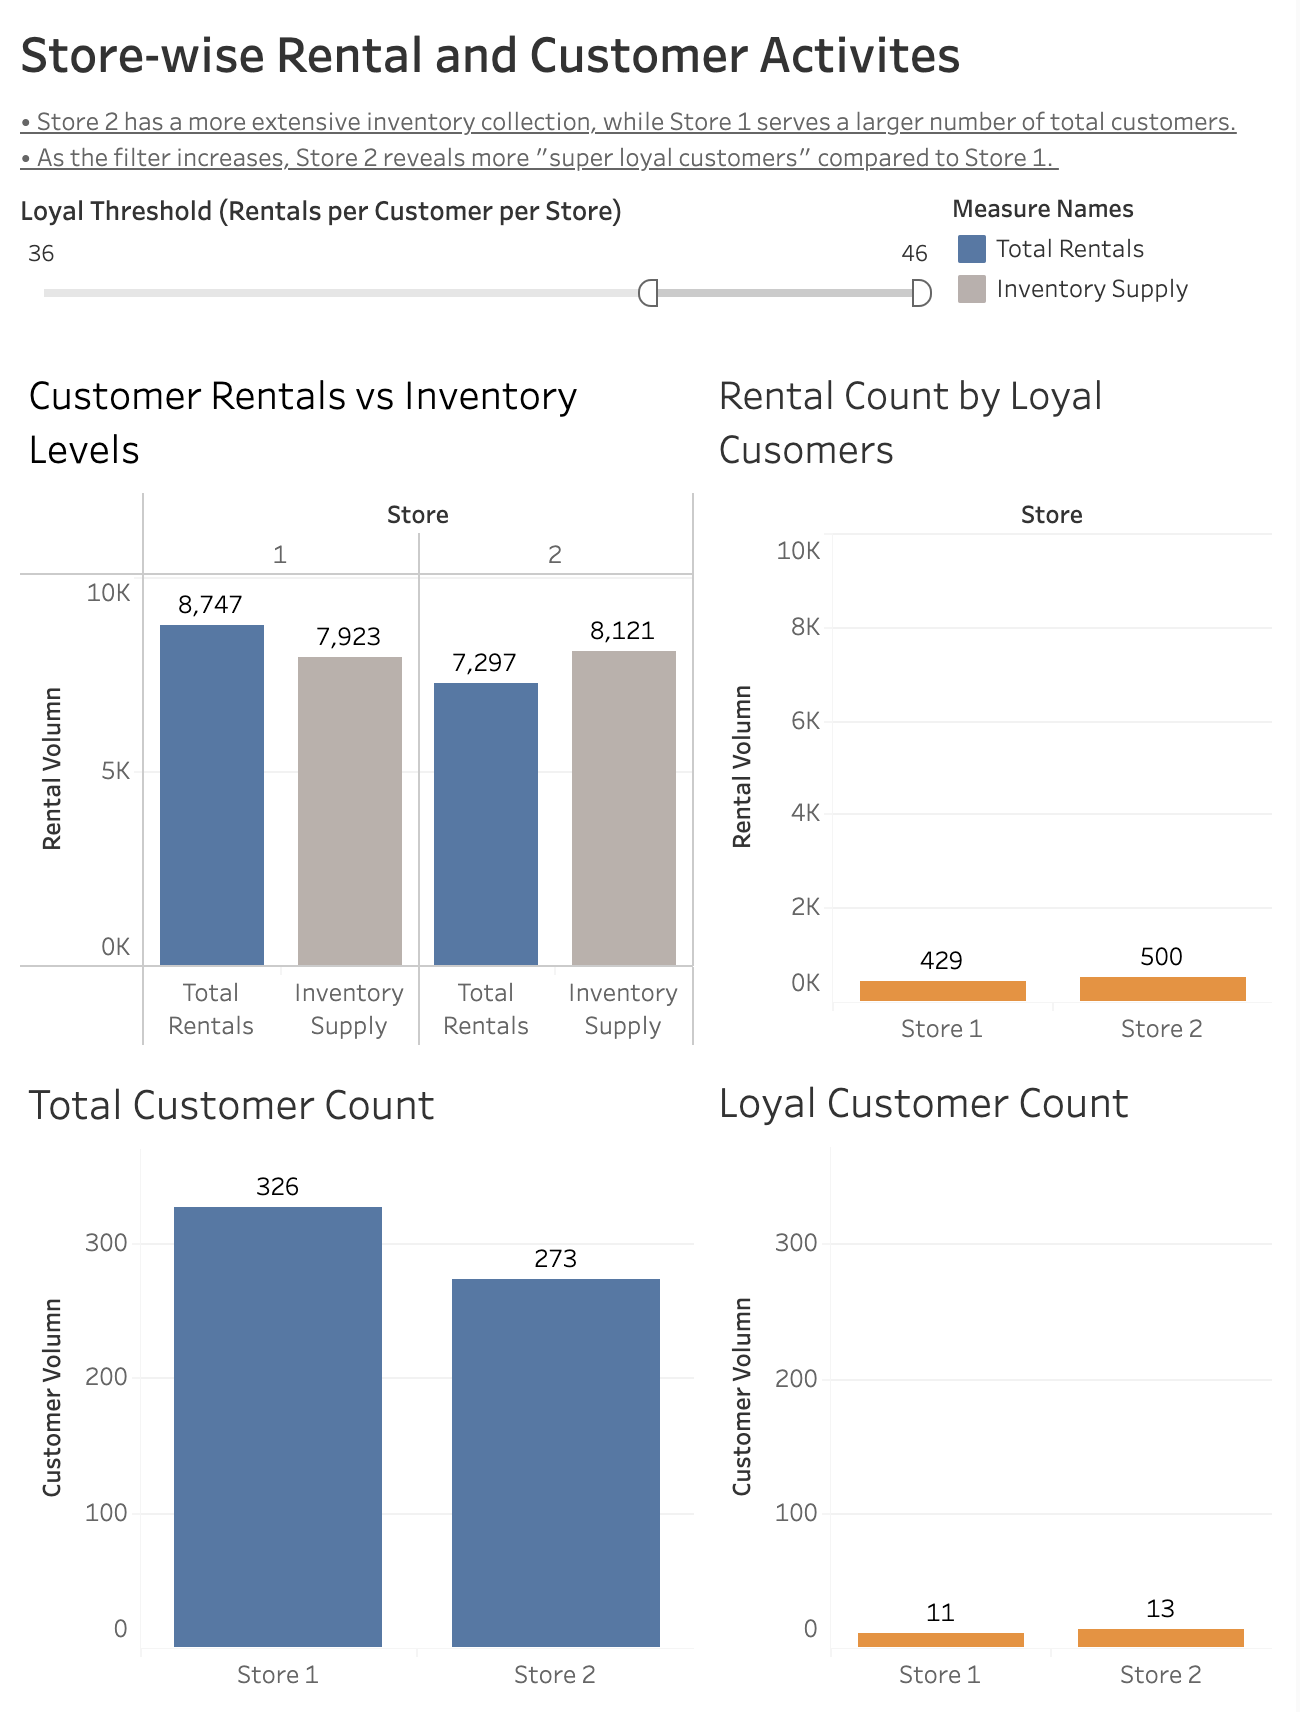 Store-wise Rental and Customer Activites
• Store 2 has a more extensive inventory collection, while Store 1 serves a larger number of total customers.
• As the filter increases, Store 2 reveals more "super loyal customers" compared to Store 1.
Loyal Threshold (Rentals per Customer per Store)
36
46
Measure Names
Total Rentals
Inventory Supply
Customer Rentals vs Inventory
Levels
Store
1
2
10K
5K
0K
Rental Volumn
8,747
7,923
7,297
8,121
Total
Rentals
Inventory
Supply
Total
Rentals
Inventory
Supply
Rental Count by Loyal
Cusomers
Store
10K
8K
6K
4K
2K
0K
Rental Volumn
429
500
Store 1
Store 2
Total Customer Count
300
200
100
0
Customer Volumn
326
273
Store 1
Store 2
Loyal Customer Count
300
200
100
0
Customer Volumn
11
13
Store 1
Store 2